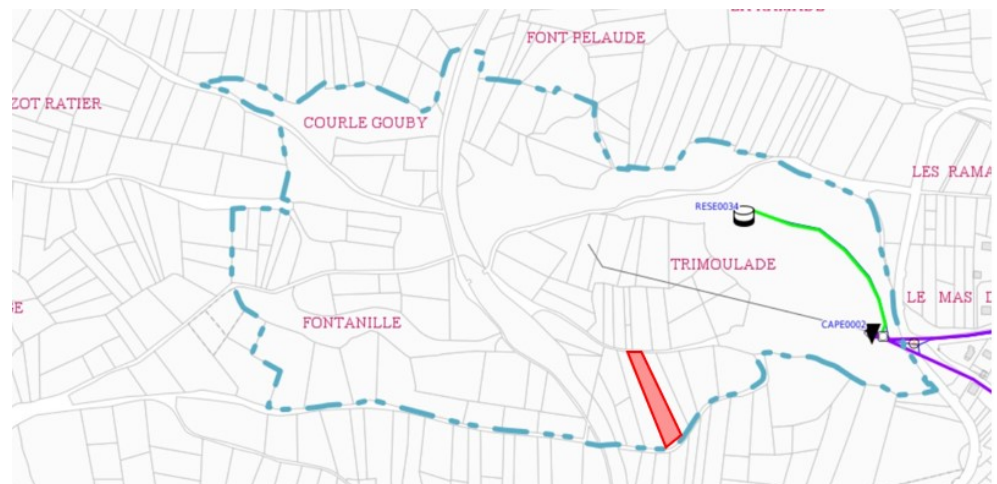 FONT PELAUDE
ZOT RATIER
COURLE GOUBY
LES RAMA
RESE0034
TRIMOULADE
LE MAS D
FONTANILLE
CAPE0002